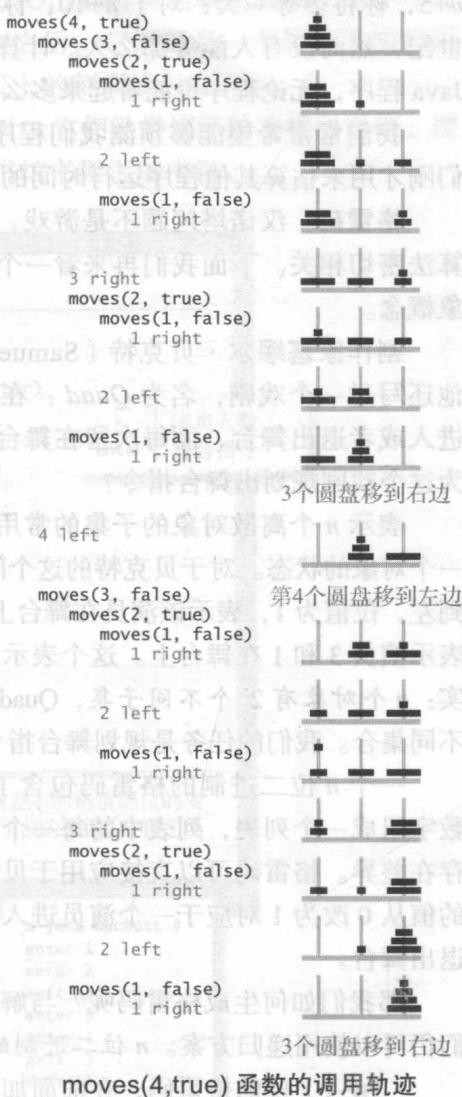 moves(4, true)
moves(3, false)
moves(2, true)
moves(1, false)
1 right
2 left
moves(1, false)
1 right
3 right
moves(2, true)
moves(1, false)
1 right
2 left
moves(1, false)
1 right
3个圆盘移到右边
4 left
第4个圆盘移到左边
moves(3, false)
moves(2, true)
moves(1, false)
1 right
2 left
moves(1, false)
1 right
3 right
moves(2, true)
moves(1, false)
1 right
2 left
moves(1, false)
1 right
3个圆盘移到右边
moves(4,true) 函数的调用轨迹